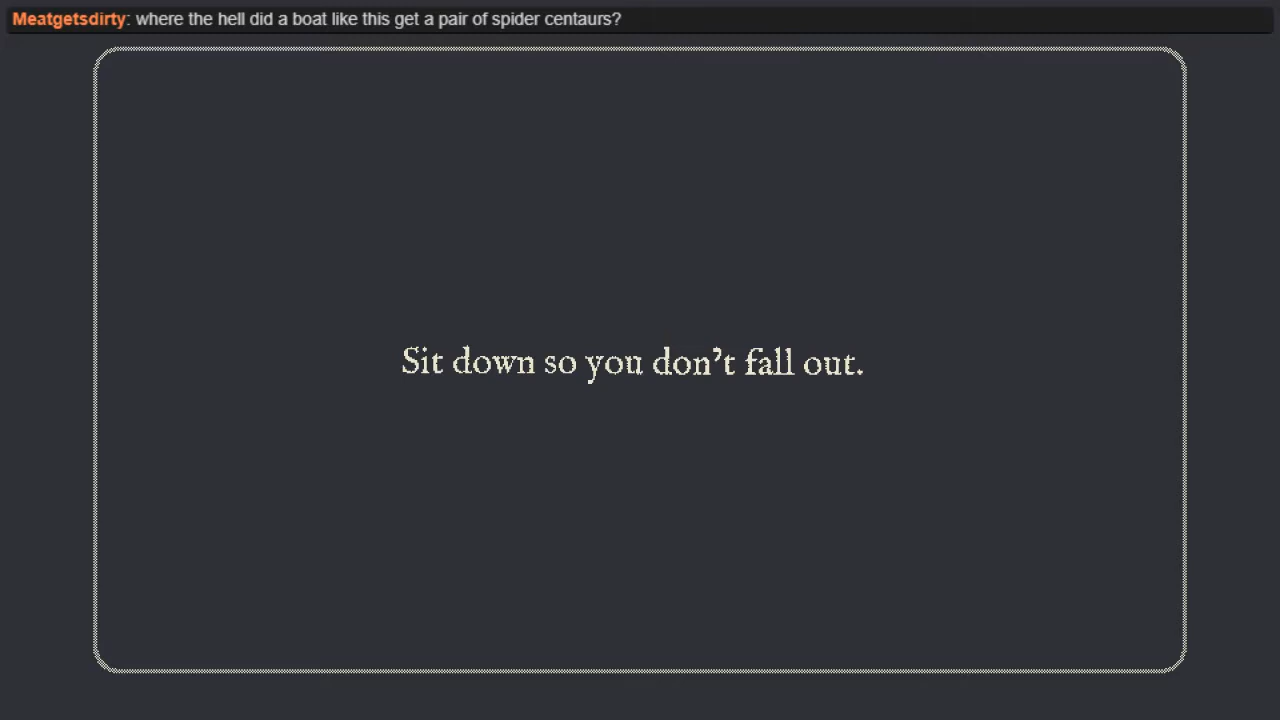 Meatgetsdirty: where the hell did a boat like this get a pair of spider centaurs?
Sit down so you don't fall out.